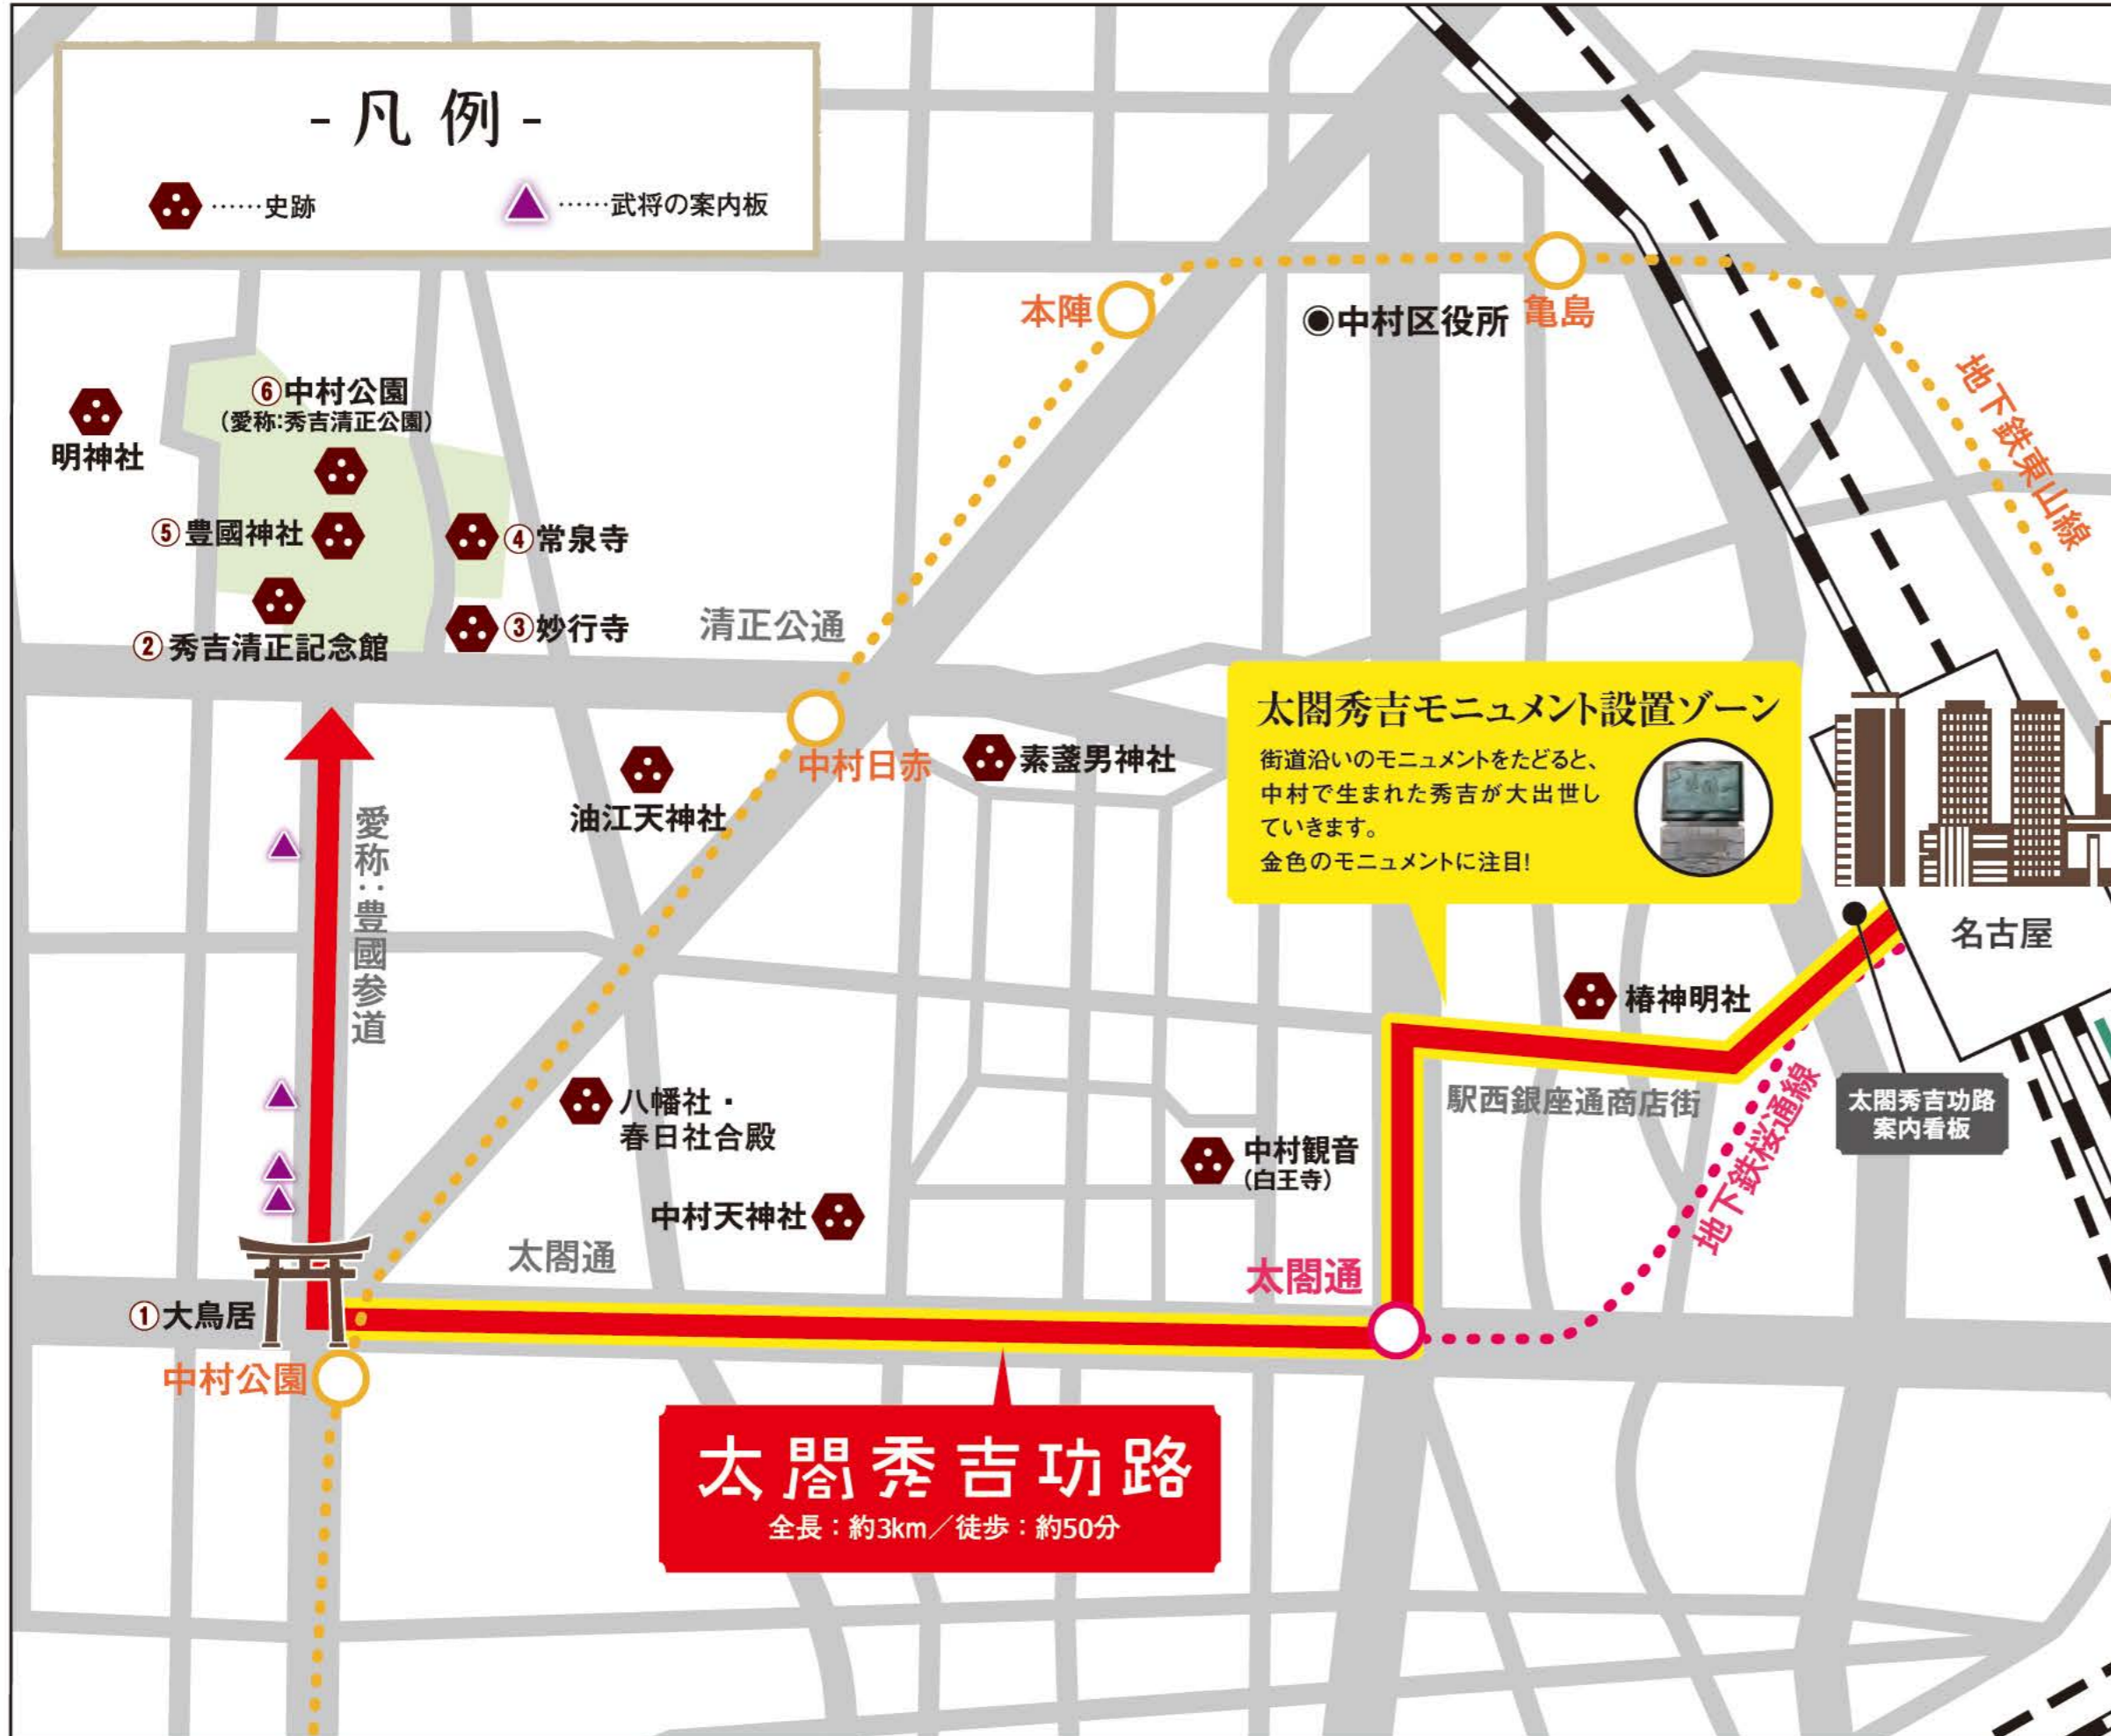 - 凡 例 -
……史跡
……武将の案内板
本陣
◉中村区役所
亀島
地下鉄東山線
明神社
⑥中村公園
(愛称:秀吉清正公園)
⑤豊國神社
④常泉寺
②秀吉清正記念館
③妙行寺
清正公通
中村日赤
素盞男神社
油江天神社
愛称:豊國参道
太閤秀吉モニュメント設置ゾーン
街道沿いのモニュメントをたどると、
中村で生まれた秀吉が大出世し
ていきます。
金色のモニュメントに注目!
名古屋
椿神明社
駅西銀座通商店街
地下鉄桜通線
太閤秀吉功路
案内看板
八幡社・
春日社合殿
中村天神社
中村観音
(白王寺)
太閤通
太閤通
①大鳥居
中村公園
太閤秀吉功路
全長：約3km／徒歩：約50分